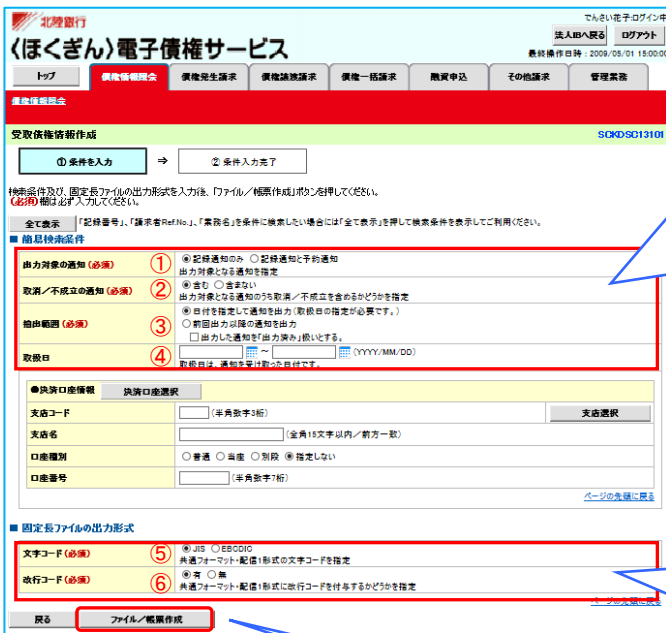 北陸銀行
でんさい花子:ログイン中
〈ほくぎん〉電子債権サービス
法人IBへ戻る ログアウト
最終操作日時:2009/05/01 15:00:00
トップ 債権情報照会 債権発生請求 債権譲渡請求 債権一括請求 融資申込 その他請求 管理業務
債権情報照会
受取債権情報作成 SCKDSC13101
① 条件を入力 ⇒ ② 条件入力完了
検索条件及び、固定長ファイルの出力形式を入力後、「ファイル/帳票作成」ボタンを押してください。
(必須)欄は必ず入力してください。
全て表示 「記録番号」、「請求者Ref.No.」、「業務名」を条件に検索したい場合には「全て表示」を押して検索条件を表示してご利用ください。
■ 簡易検索条件
出力対象の通知(必須) ① ◉記録通知のみ ○記録通知と予約通知
出力対象となる通知を指定
取消/不成立の通知(必須) ② ◉含む ○含まない
出力対象となる通知のうち取消/不成立を含めるかどうかを指定
抽出範囲(必須) ③ ◉日付を指定して通知を出力(取扱日の指定が必要です。)
○前回出力以降の通知を出力
□出力した通知を「出力済み」扱いとする。
取扱日 ④ ~ (YYYY/MM/DD)
取扱日は、通知を受け取った日付です。
●決済口座情報 決済口座選択
支店コード (半角数字3桁) 支店選択
支店名 (全角15文字以内/前方一致)
口座種別 ○普通 ○当座 ○別段 ◉指定しない
口座番号 (半角数字7桁)
ページの先頭に戻る
■ 固定長ファイルの出力形式
文字コード(必須) ⑤ ◉JIS ○EBCDIC
共通フォーマット・配信1形式の文字コードを指定
改行コード(必須) ⑥ ◉有 ○無
共通フォーマット・配信1形式に改行コードを付与するかどうかを指定
ページの先頭に戻る
戻る ファイル/帳票作成